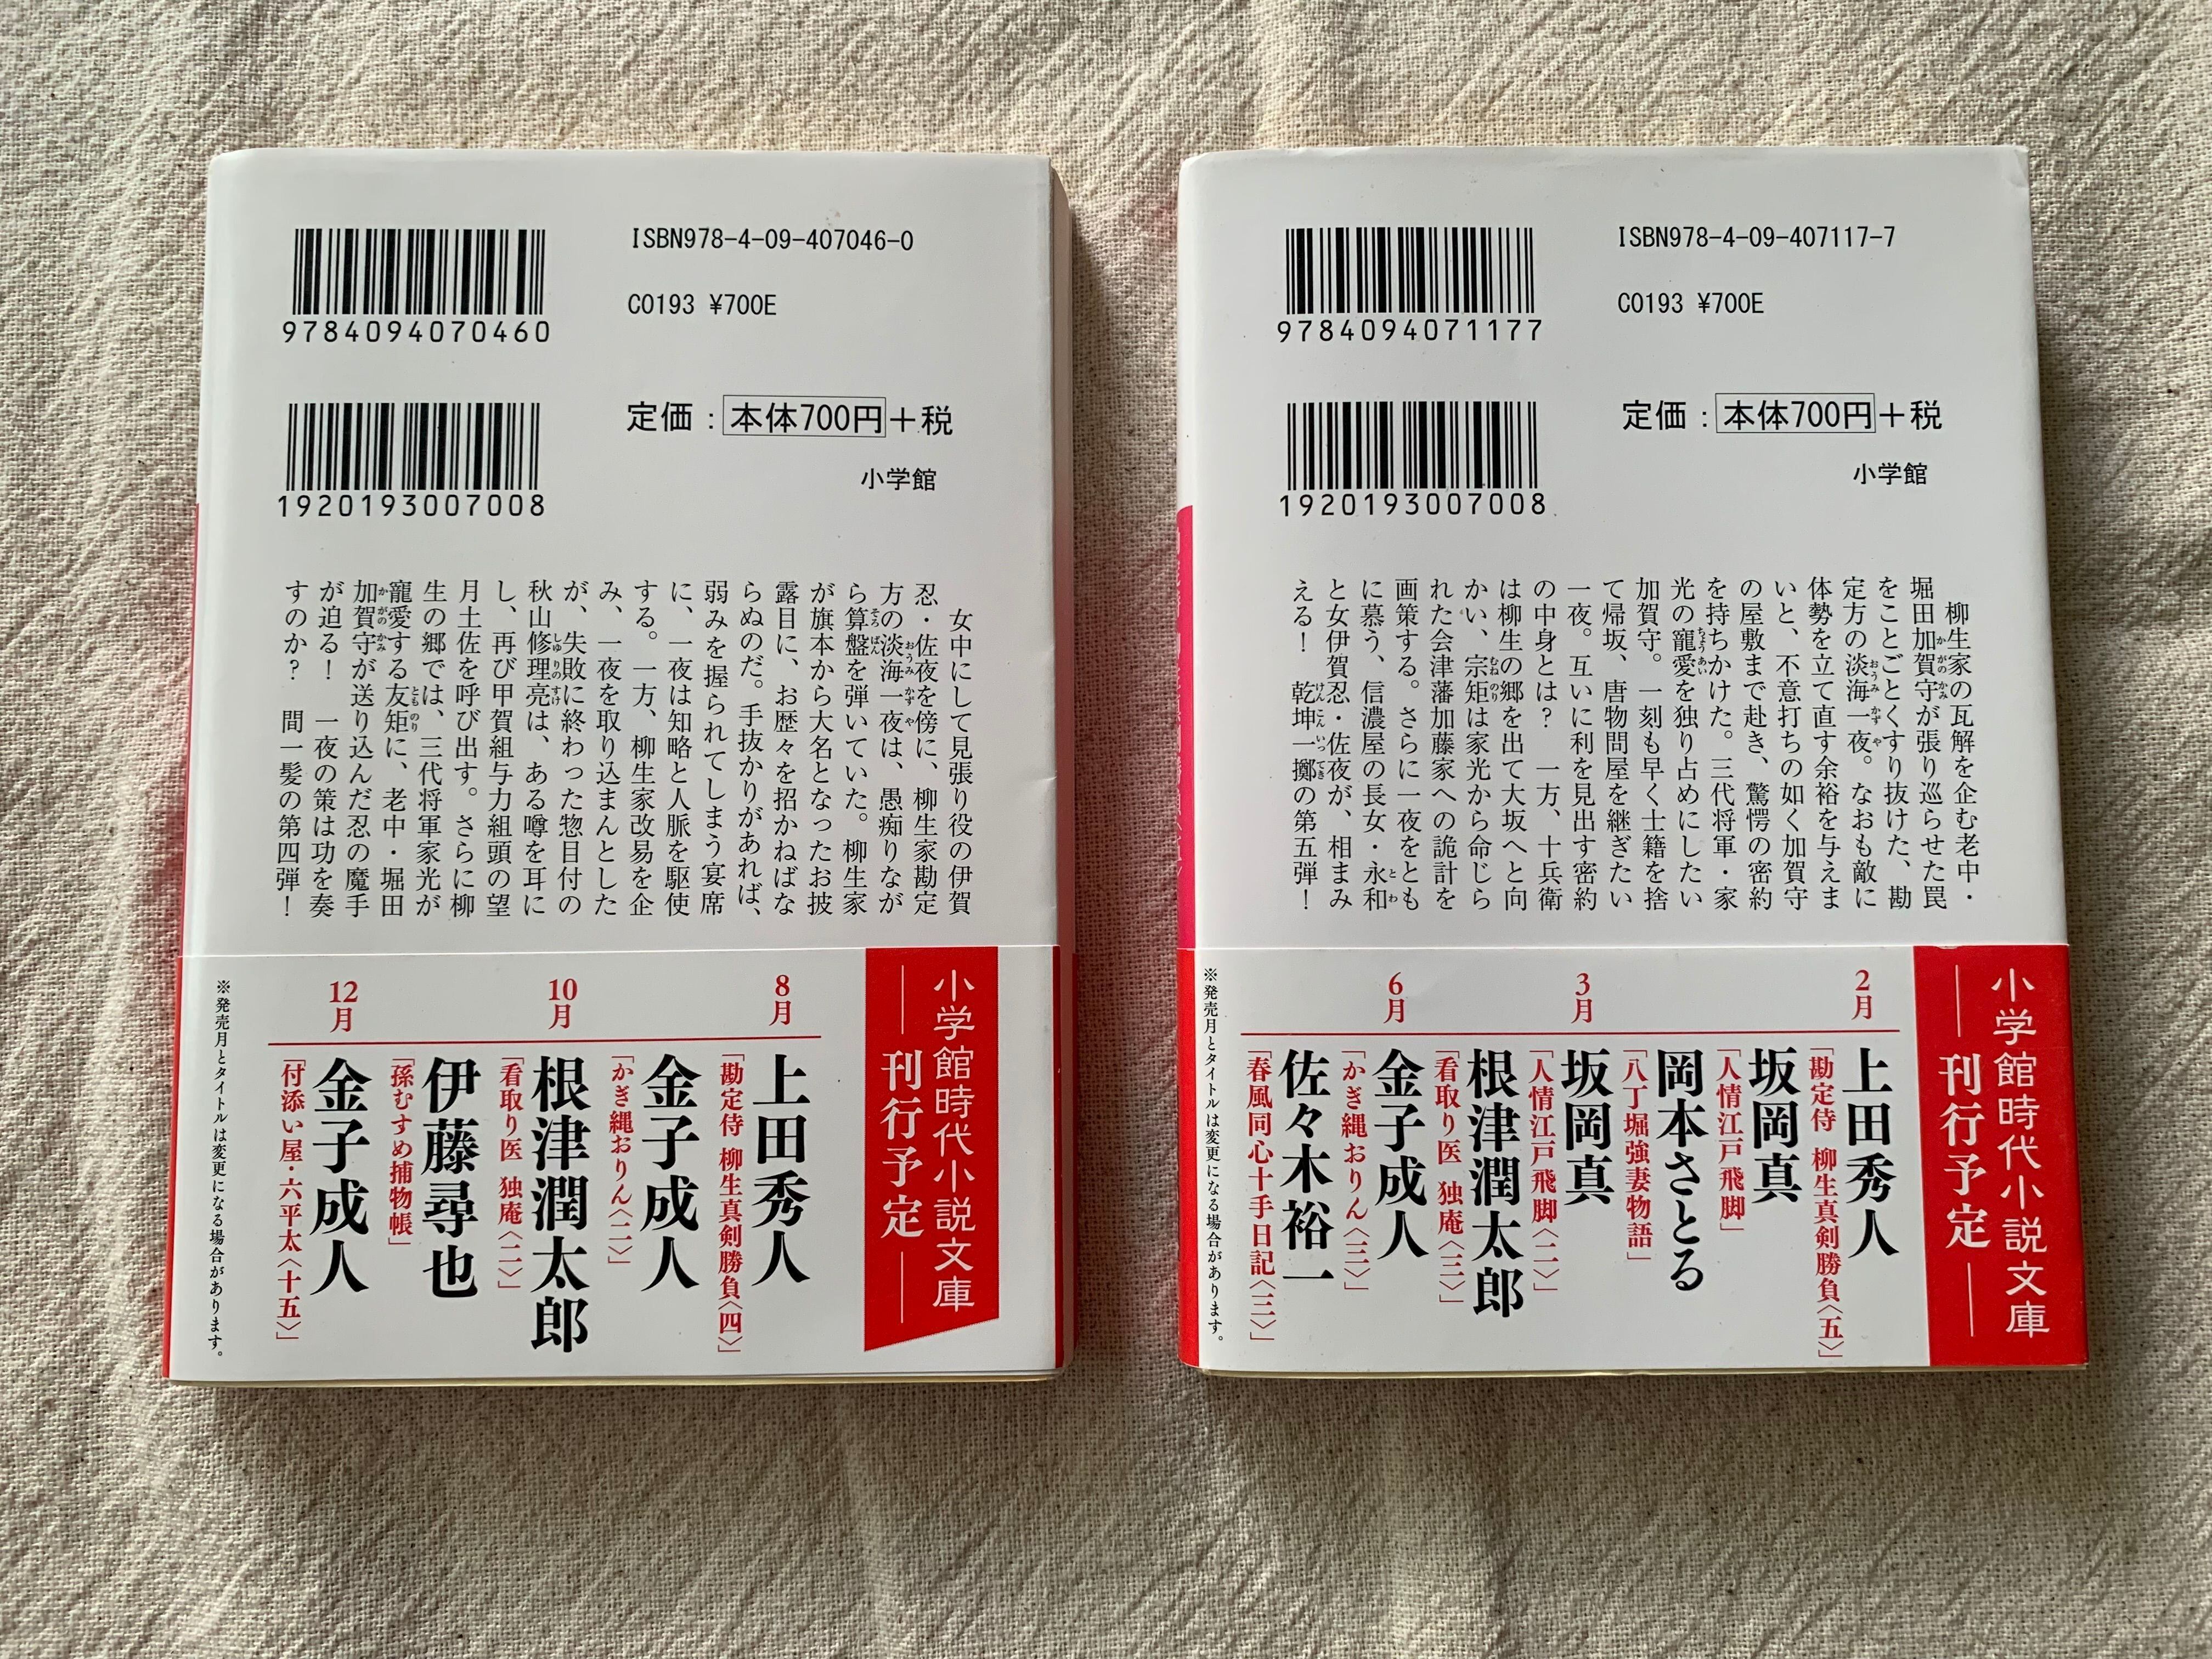 ISBN978-4-09-407046-0
C0193 ¥700E
9784094070460
定価:本体700円+税
小学館
1920193007008
女中にして見張り役の伊賀
忍・佐夜を傍に、柳生家勘定
方の淡海一夜は、愚痴りなが
ら算盤を弾いていた。柳生家
が旗本から大名となったお披
露目に、お歴々を招かねばな
らぬのだ。手抜かりがあれば、
弱みを握られてしまう宴席
に、一夜は知略と人脈を駆使
する。一方、柳生家改易を企
み、一夜を取り込まんとした
が、失敗に終わった惣目付の
秋山修理亮は、ある噂を耳に
し、再び甲賀組与力組頭の望
月土佐を呼び出す。さらに柳
生の郷では、三代将軍家光が
寵愛する友矩に、老中・堀田
加賀守が送り込んだ忍の魔手
が迫る! 一夜の策は功を奏
すのか? 間一髪の第四弾!
小学館時代小説文庫
刊行予定
8月
上田秀人
「勘定侍 柳生真剣勝負〈四〉」
金子成人
「かぎ縄おりん〈二〉」
10月
根津潤太郎
「看取り医 独庵〈二〉」
伊藤尋也
「孫むすめ捕物帳」
12月
金子成人
「付添い屋・六平太〈十五〉」
※発売月とタイトルは変更になる場合があります。
ISBN978-4-09-407117-7
C0193 ¥700E
9784094071177
定価:本体700円+税
小学館
1920193007008
柳生家の瓦解を企む老中・
堀田加賀守が張り巡らせた罠
をことごとくすり抜けた、勘
定方の淡海一夜。なおも敵に
体勢を立て直す余裕を与えま
いと、不意打ちの如く加賀守
の屋敷まで赴き、驚愕の密約
を持ちかけた。三代将軍・家
光の寵愛を独り占めにしたい
加賀守。一刻も早く士籍を捨
て帰坂、唐物問屋を継ぎたい
一夜。互いに利を見出す密約
の中身とは? 一方、十兵衛
は柳生の郷を出て大坂へと向
かい、宗矩は家光から命じら
れた会津藩加藤家への詭計を
画策する。さらに一夜をとも
に慕う、信濃屋の長女・永和
と女伊賀忍・佐夜が、相まみ
える! 乾坤一擲の第五弾!
小学館時代小説文庫
刊行予定
2月
上田秀人
「勘定侍 柳生真剣勝負〈五〉」
坂岡真
「人情江戸飛脚」
岡本さとる
「八丁堀強妻物語」
3月
坂岡真
「人情江戸飛脚〈二〉」
根津潤太郎
「看取り医 独庵〈三〉」
6月
金子成人
「かぎ縄おりん〈三〉」
佐々木裕一
「春風同心十手日記〈三〉」
※発売月とタイトルは変更になる場合があります。